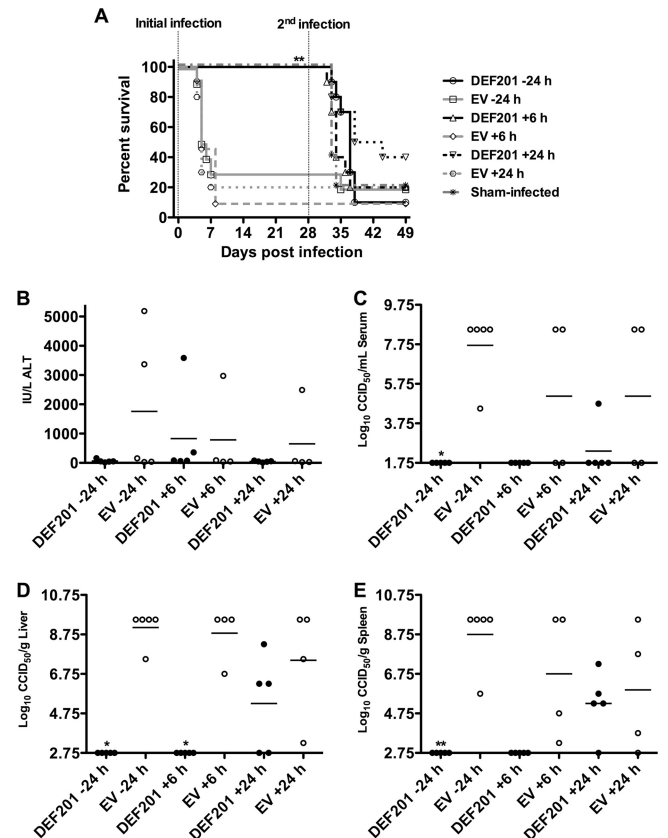 Initial infection
2nd infection
A
**
Percent survival
100
80
60
40
20
0
0 7 14 21 28 35 42 49
Days post infection
DEF201 -24 h
EV -24 h
DEF201 +6 h
EV +6 h
DEF201 +24 h
EV +24 h
Sham-infected
B
IU/L ALT
5000
4000
3000
2000
1000
0
DEF201 -24 h
EV -24 h
DEF201 +6 h
EV +6 h
DEF201 +24 h
EV +24 h
C
Log10 CCID50/mL Serum
9.75
7.75
5.75
3.75
1.75
*
DEF201 -24 h
EV -24 h
DEF201 +6 h
EV +6 h
DEF201 +24 h
EV +24 h
D
Log10 CCID50/g Liver
10.75
8.75
6.75
4.75
2.75
*
*
DEF201 -24 h
EV -24 h
DEF201 +6 h
EV +6 h
DEF201 +24 h
EV +24 h
E
Log10 CCID50/g Spleen
10.75
8.75
6.75
4.75
2.75
**
DEF201 -24 h
EV -24 h
DEF201 +6 h
EV +6 h
DEF201 +24 h
EV +24 h